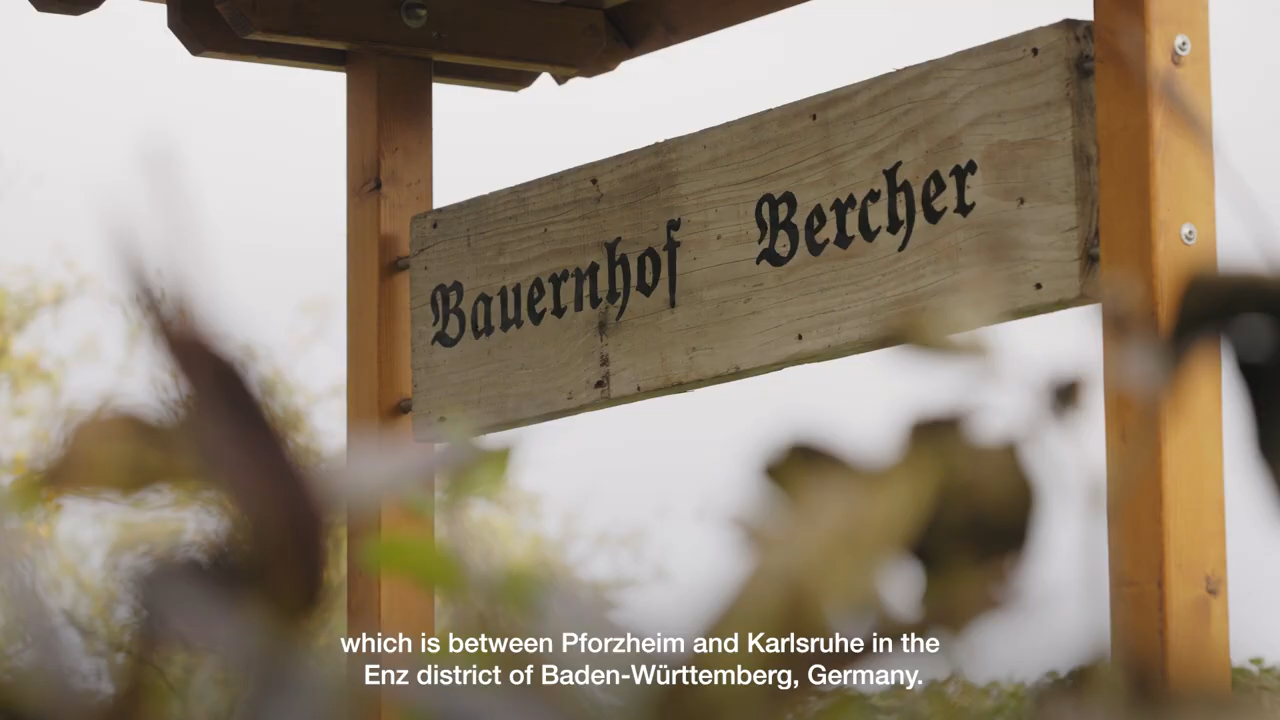 Bauernhof Bercher
which is between Pforzheim and Karlsruhe in the
Enz district of Baden-Württemberg, Germany.